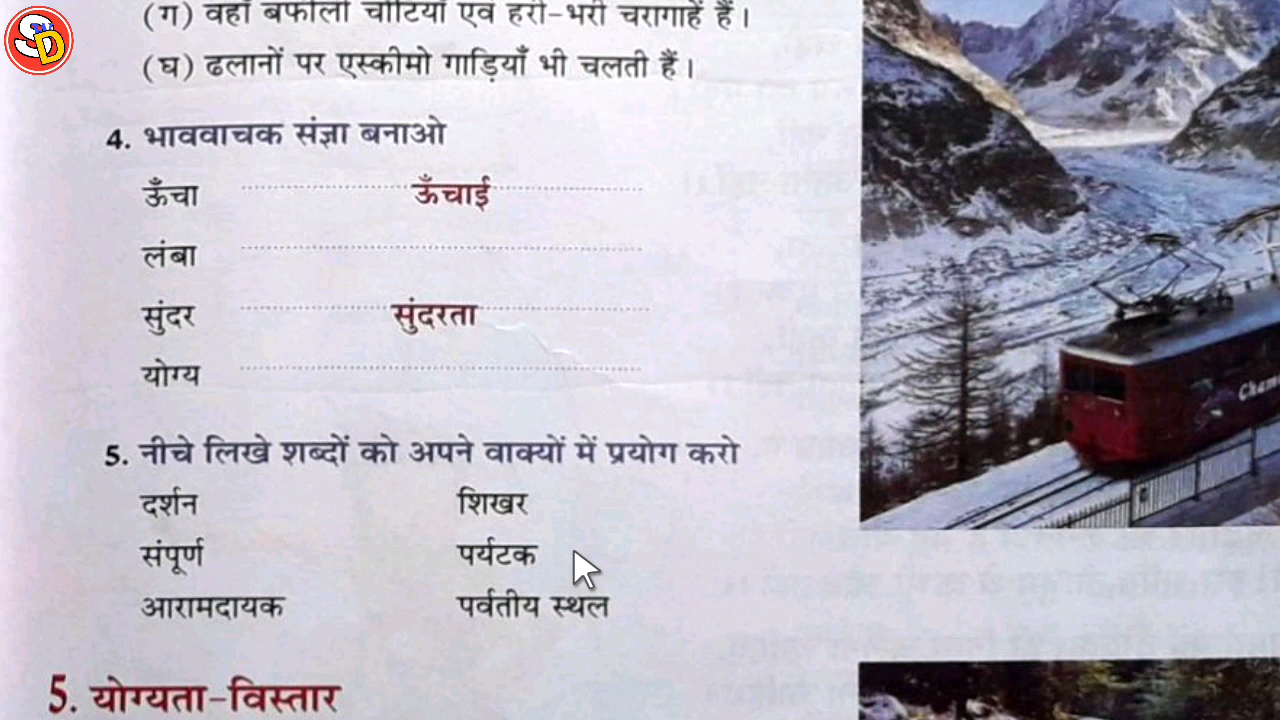 SD
(ग) वहाँ बर्फीली चोटियाँ एवं हरी-भरी चरागाहें हैं।
(घ) ढलानों पर एस्कीमो गाड़ियाँ भी चलती हैं।
4. भाववाचक संज्ञा बनाओ
ऊँचा ऊँचाई
लंबा
सुंदर सुंदरता
योग्य
5. नीचे लिखे शब्दों को अपने वाक्यों में प्रयोग करो
दर्शन शिखर
संपूर्ण पर्यटक
आरामदायक पर्वतीय स्थल
5. योग्यता-विस्तार